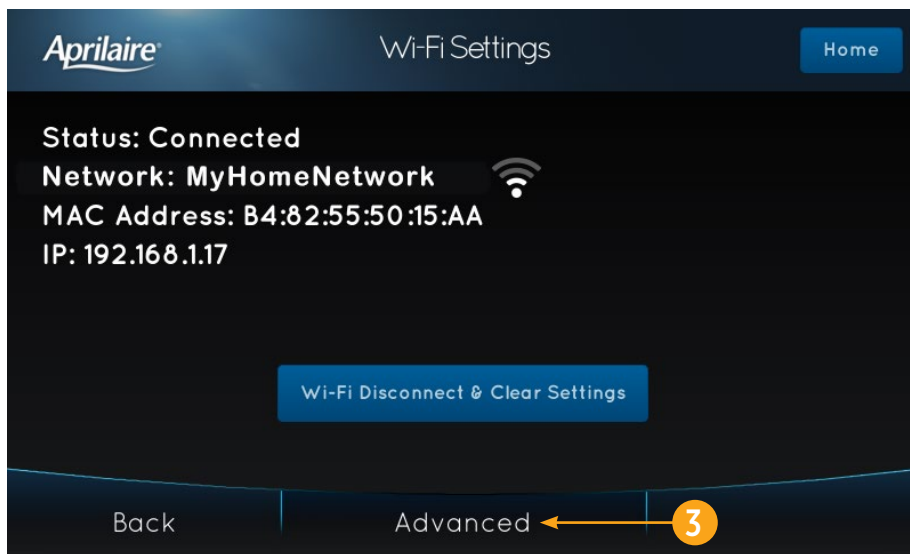 Aprilaire®
Wi-Fi Settings
Home
Status: Connected
Network: MyHomeNetwork
MAC Address: B4:82:55:50:15:AA
IP: 192.168.1.17
Wi-Fi Disconnect & Clear Settings
Back
Advanced
3